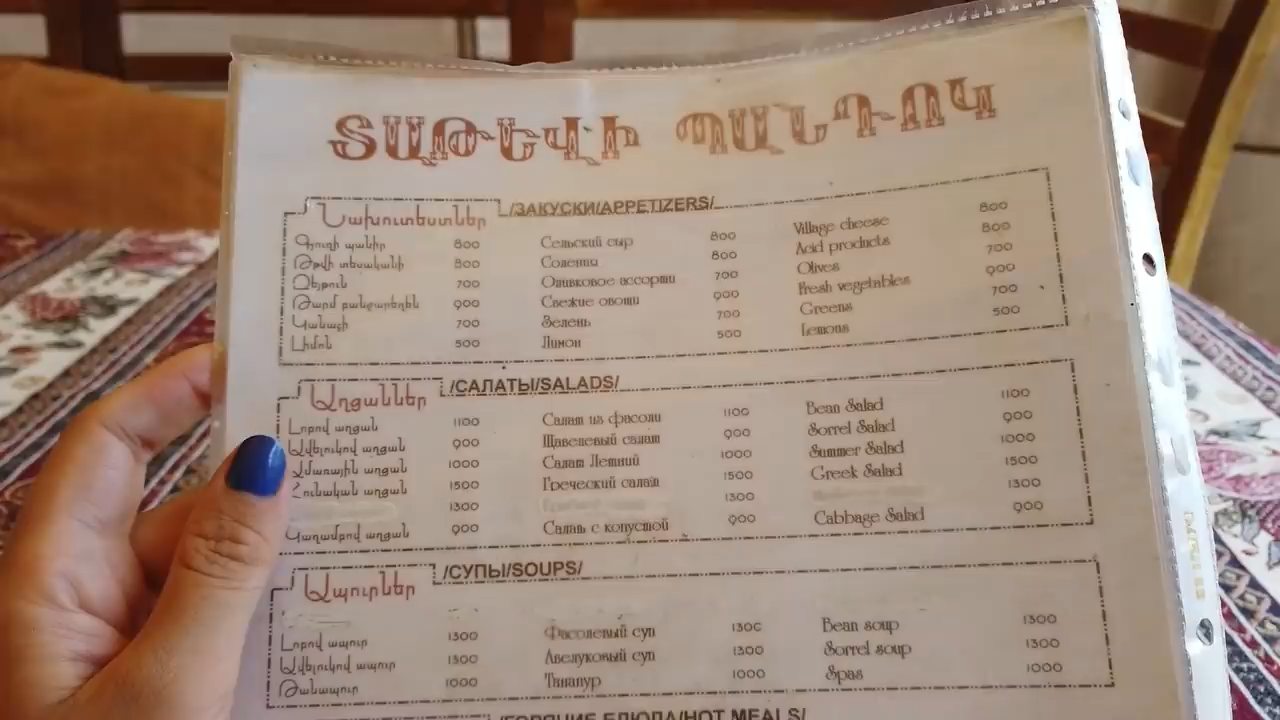 ՏԱԹԵՎԻ ՊԱՆԴՈԿ
Նախուտեստներ /ЗАКУСКИ/APPETIZERS/
Գյուղի պանիր 800 Сельский сыр 800 Village cheese 800
Թթվի տեսականի 800 Соления 800 Acid products 800
Զեյթուն 700 Оливковое ассорти 700 Olives 700
Թարմ բանջարեղեն 900 Свежие овощи 900 Fresh vegetables 900
Կանաչի 700 Зелень 700 Greens 700
Լիմոն 500 Лимон 500 Lemons 500
Աղցաններ /САЛАТЫ/SALADS/
Լոբով աղցան 1100 Салат из фасоли 1100 Bean Salad 1100
Ավելուկով աղցան 900 Щавелевый салат 900 Sorrel Salad 900
Ամառային աղցան 1000 Салат Летний 1000 Summer Salad 1000
Հունական աղցան 1500 Греческий салат 1500 Greek Salad 1500
1300 1300 1300
Կաղամբով աղցան 900 Салат с копустой 900 Cabbage Salad 900
Ապուրներ /СУПЫ/SOUPS/
Լոբով ապուր 1300 Фасолевый суп 1300 Bean soup 1300
Ավելուկով ապուր 1300 Авелуковый суп 1300 Sorrel soup 1300
Թանապուր 1000 Танапур 1000 Spas 1000
/ГОРЯЧИЕ БЛЮДА/HOT MEALS/